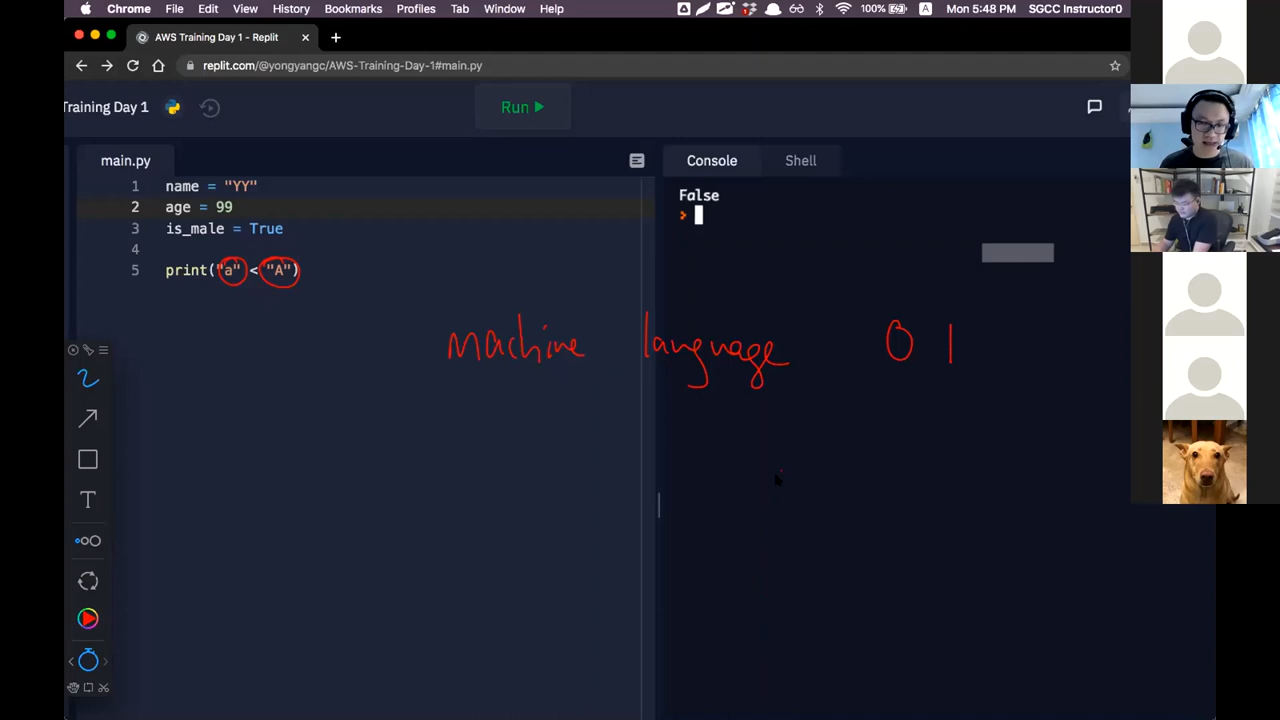 Chrome File Edit View History Bookmarks Profiles Tab Window Help 100% A Mon 5:48 PM SGCC Instructor0
AWS Training Day 1 - Replit
replit.com/@yongyangc/AWS-Training-Day-1#main.py
Training Day 1 Run
main.py Console Shell
1 name = "YY"
2 age = 99
3 is_male = True
4
5 print("a" < "A")
False
machine language 0 1
T